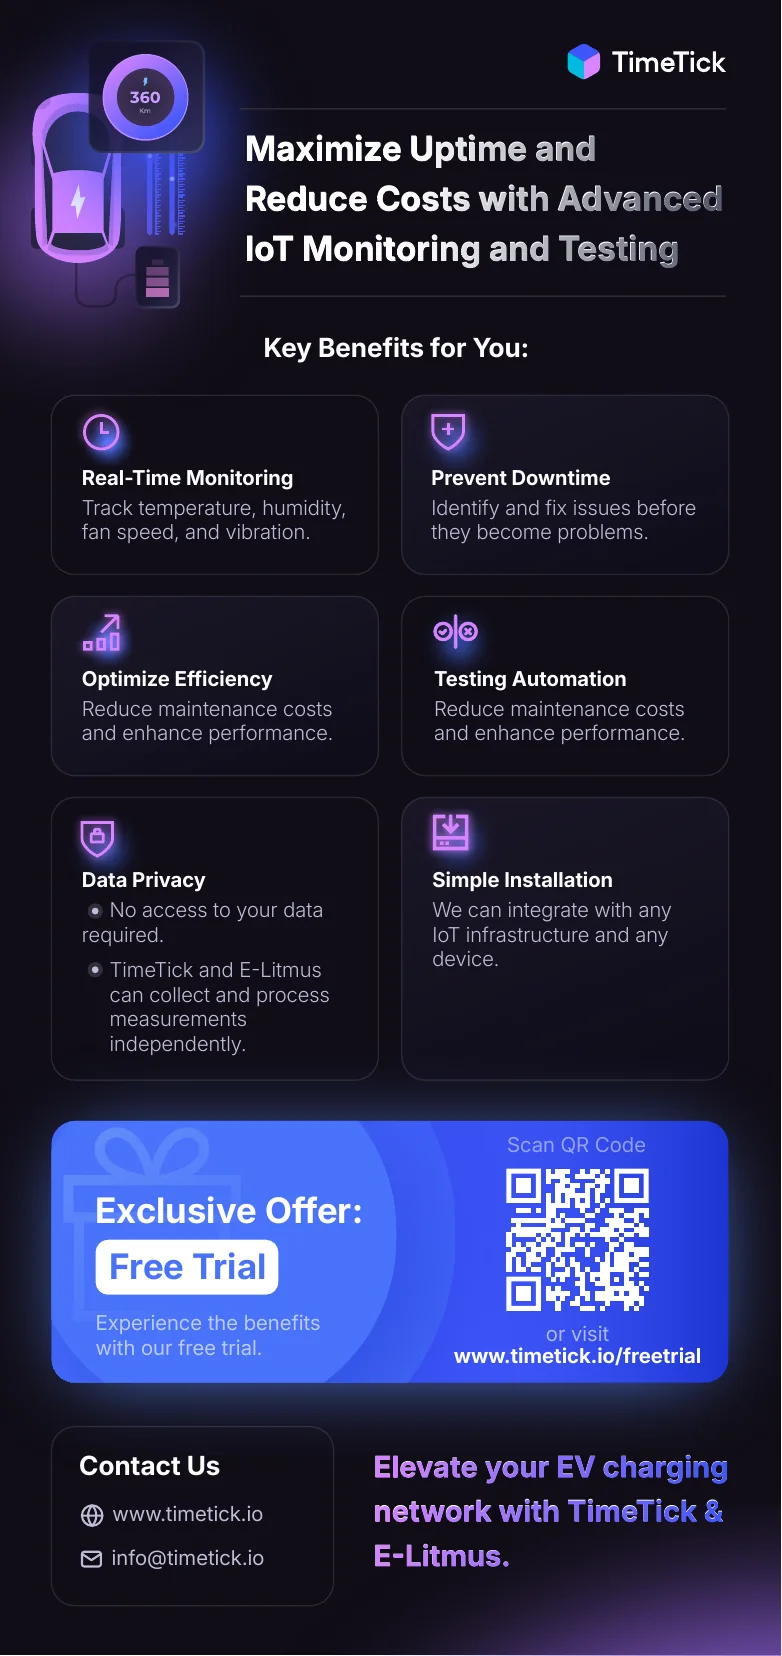 360
Km
TimeTick
Maximize Uptime and
Reduce Costs with Advanced
IoT Monitoring and Testing
Key Benefits for You:
Real-Time Monitoring
Track temperature, humidity,
fan speed, and vibration.
Prevent Downtime
Identify and fix issues before
they become problems.
Optimize Efficiency
Reduce maintenance costs
and enhance performance.
Testing Automation
Reduce maintenance costs
and enhance performance.
Data Privacy
No access to your data
required.
TimeTick and E-Litmus
can collect and process
measurements
independently.
Simple Installation
We can integrate with any
IoT infrastructure and any
device.
Exclusive Offer:
Free Trial
Experience the benefits
with our free trial.
Scan QR Code
or visit
www.timetick.io/freetrial
Contact Us
www.timetick.io
info@timetick.io
Elevate your EV charging
network with TimeTick &
E-Litmus.